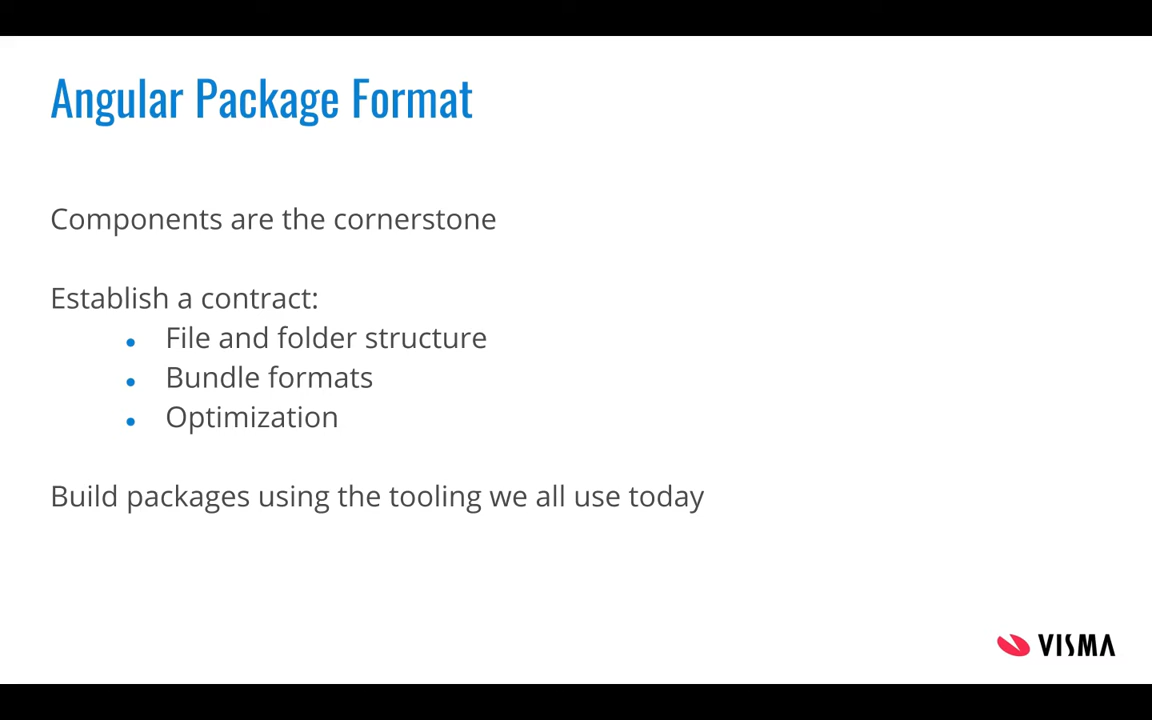 Angular Package Format
Components are the cornerstone
Establish a contract:
• File and folder structure
• Bundle formats
• Optimization
Build packages using the tooling we all use today
VISMA